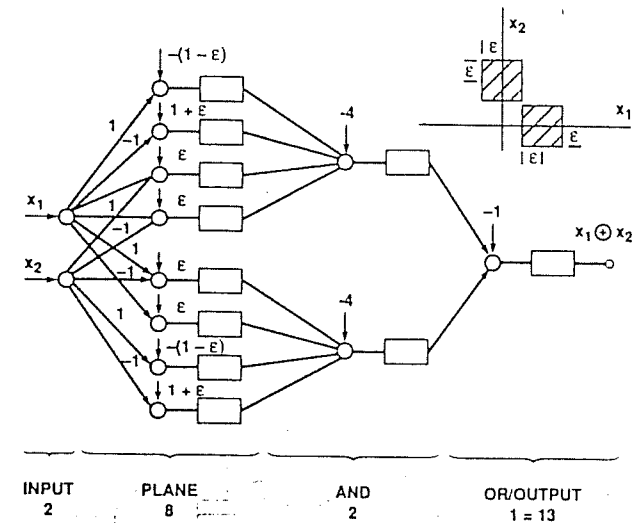 x₂
|ε
ε
x₁
ε
|ε|
-(1 - ε)
1
1 + ε
-1
ε
-4
1
ε
x₁
-1
-1
1
x₁ ⊕ x₂
x₂
-1
ε
1
ε
-4
-(1 - ε)
-1
1 + ε
INPUT PLANE AND OR/OUTPUT
2 8 2 1 = 13